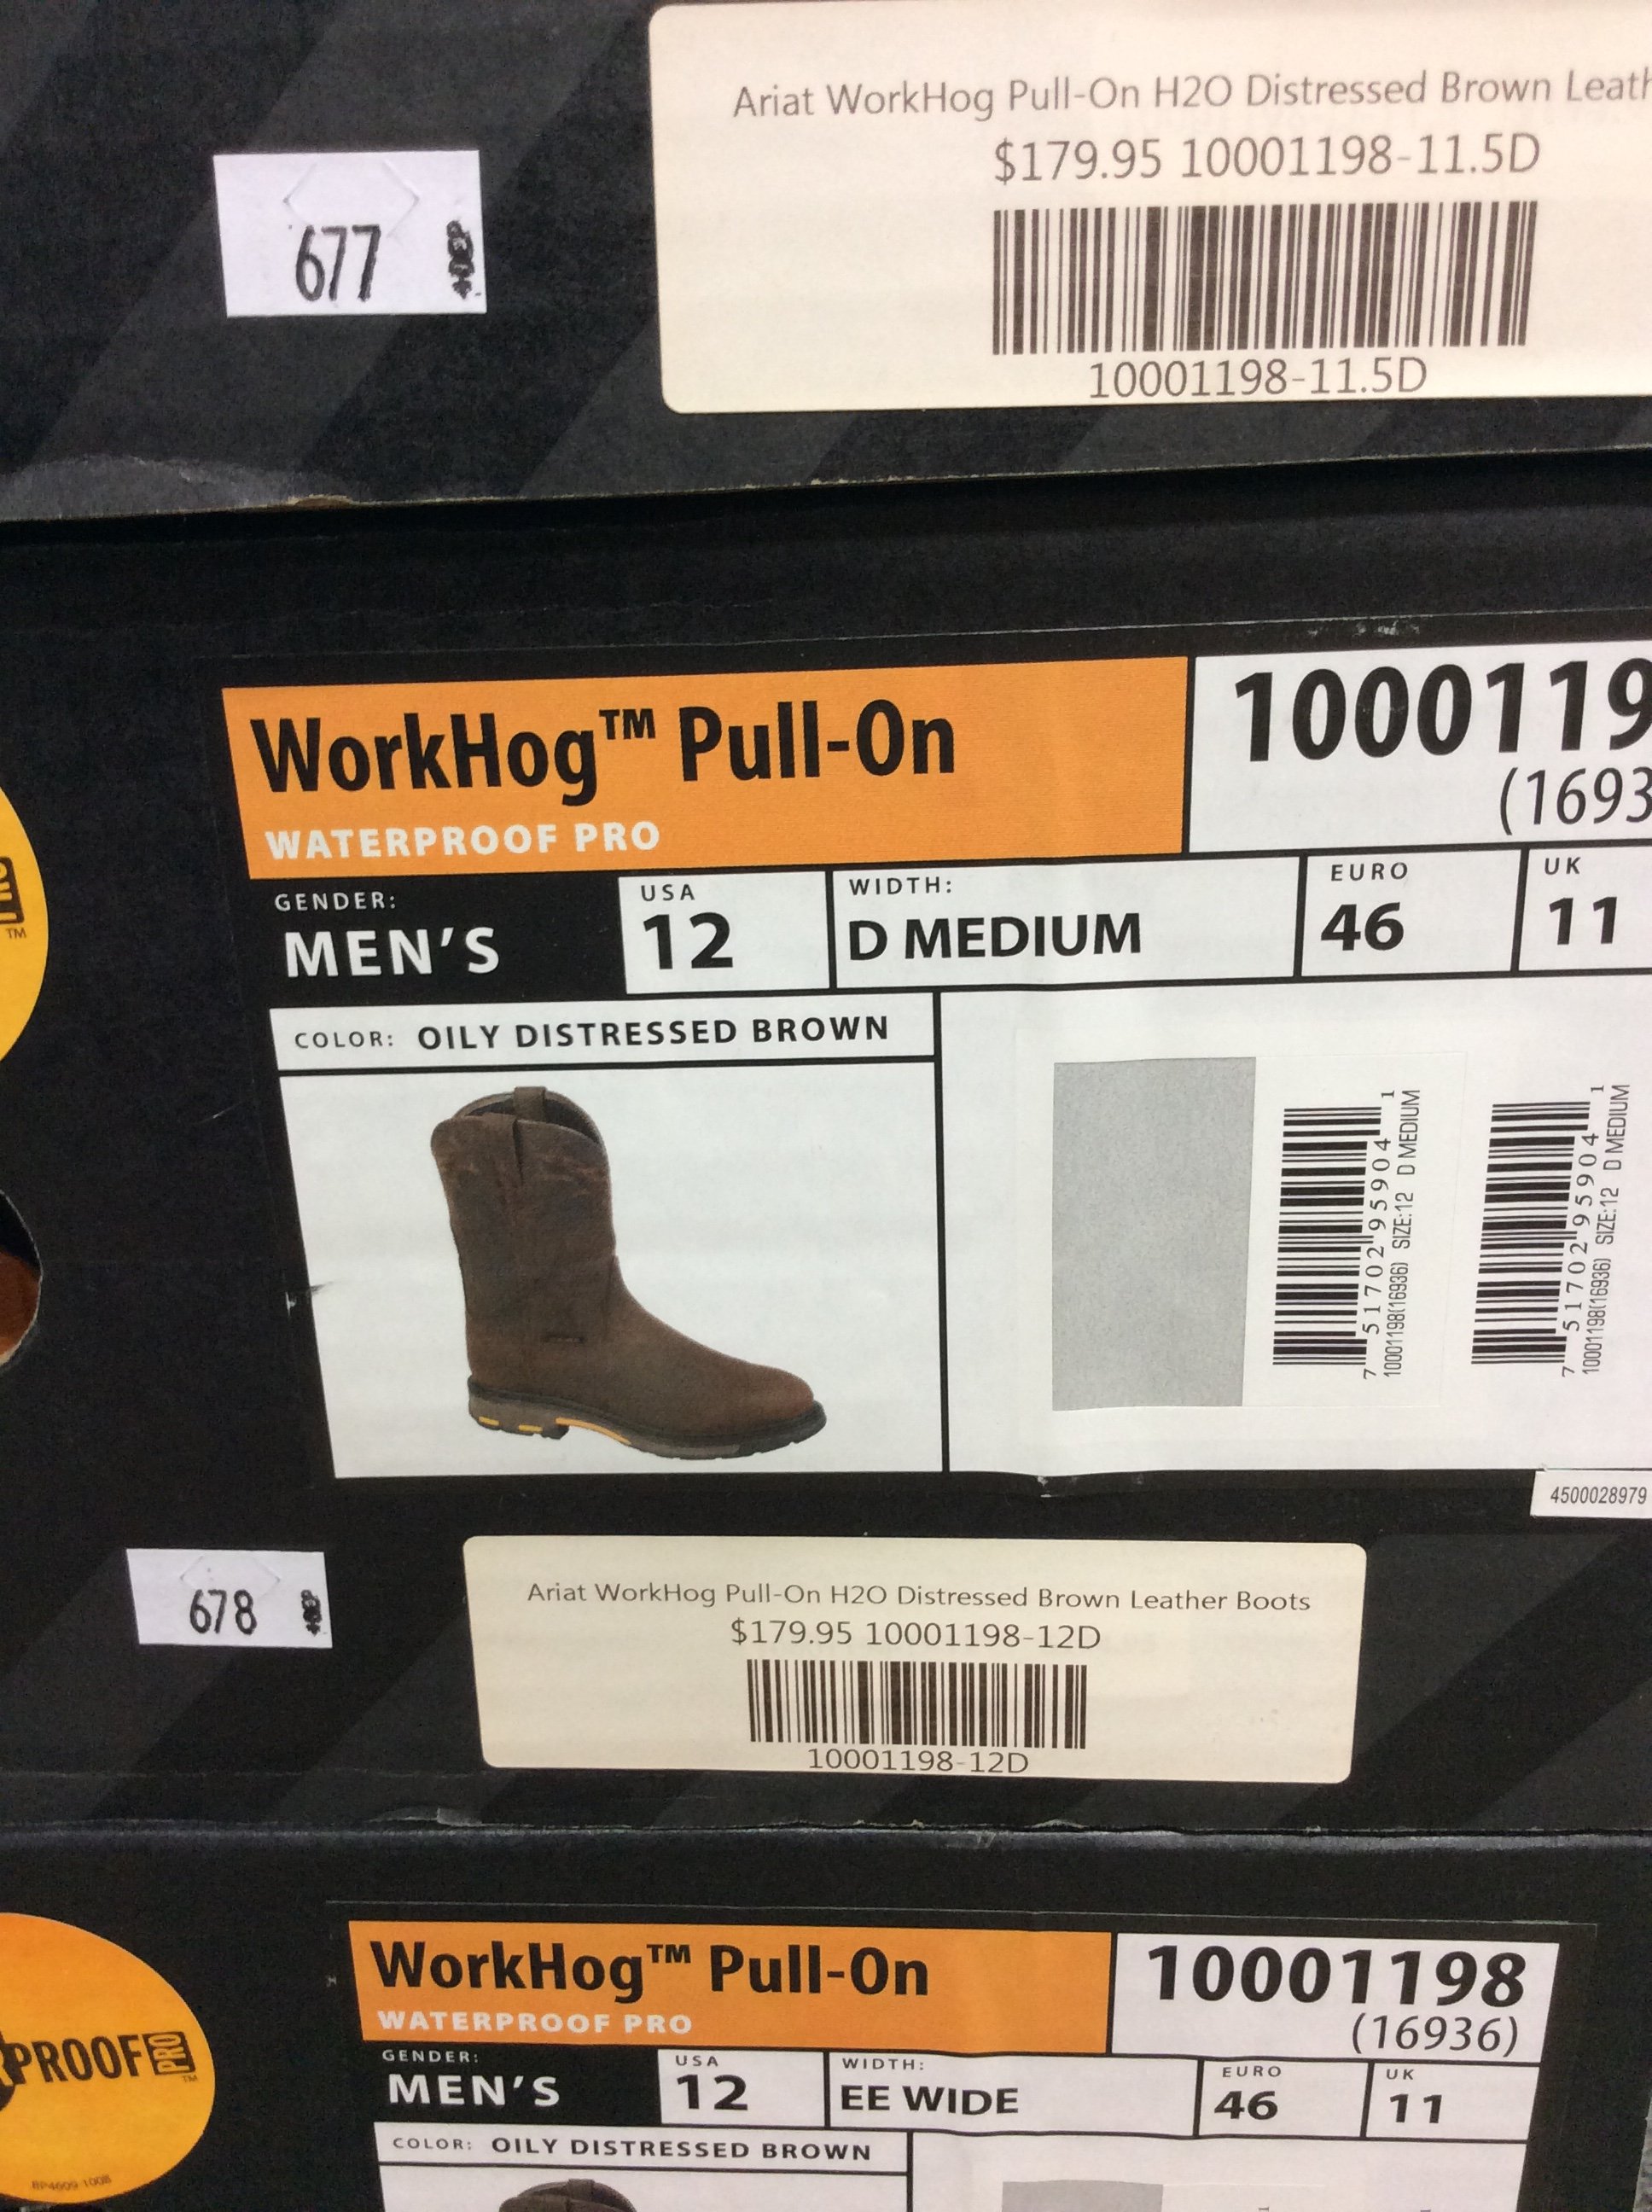 Ariat WorkHog Pull-On H2O Distressed Brown Leath
$179.95 10001198-11.5D
10001198-11.5D
677
WorkHog™ Pull-On
WATERPROOF PRO
1000119
(1693
GENDER:
MEN'S
USA
12
WIDTH:
D MEDIUM
EURO
46
UK
11
COLOR: OILY DISTRESSED BROWN
7 51702 95904 1
10001198(16936) SIZE:12 D MEDIUM
7 51702 95904 1
10001198(16936) SIZE:12 D MEDIUM
TM
4500028979
678
Ariat WorkHog Pull-On H2O Distressed Brown Leather Boots
$179.95 10001198-12D
10001198-12D
WorkHog™ Pull-On
WATERPROOF PRO
10001198
(16936)
GENDER:
MEN'S
USA
12
WIDTH:
EE WIDE
EURO
46
UK
11
COLOR: OILY DISTRESSED BROWN
PROOF PRO
TM